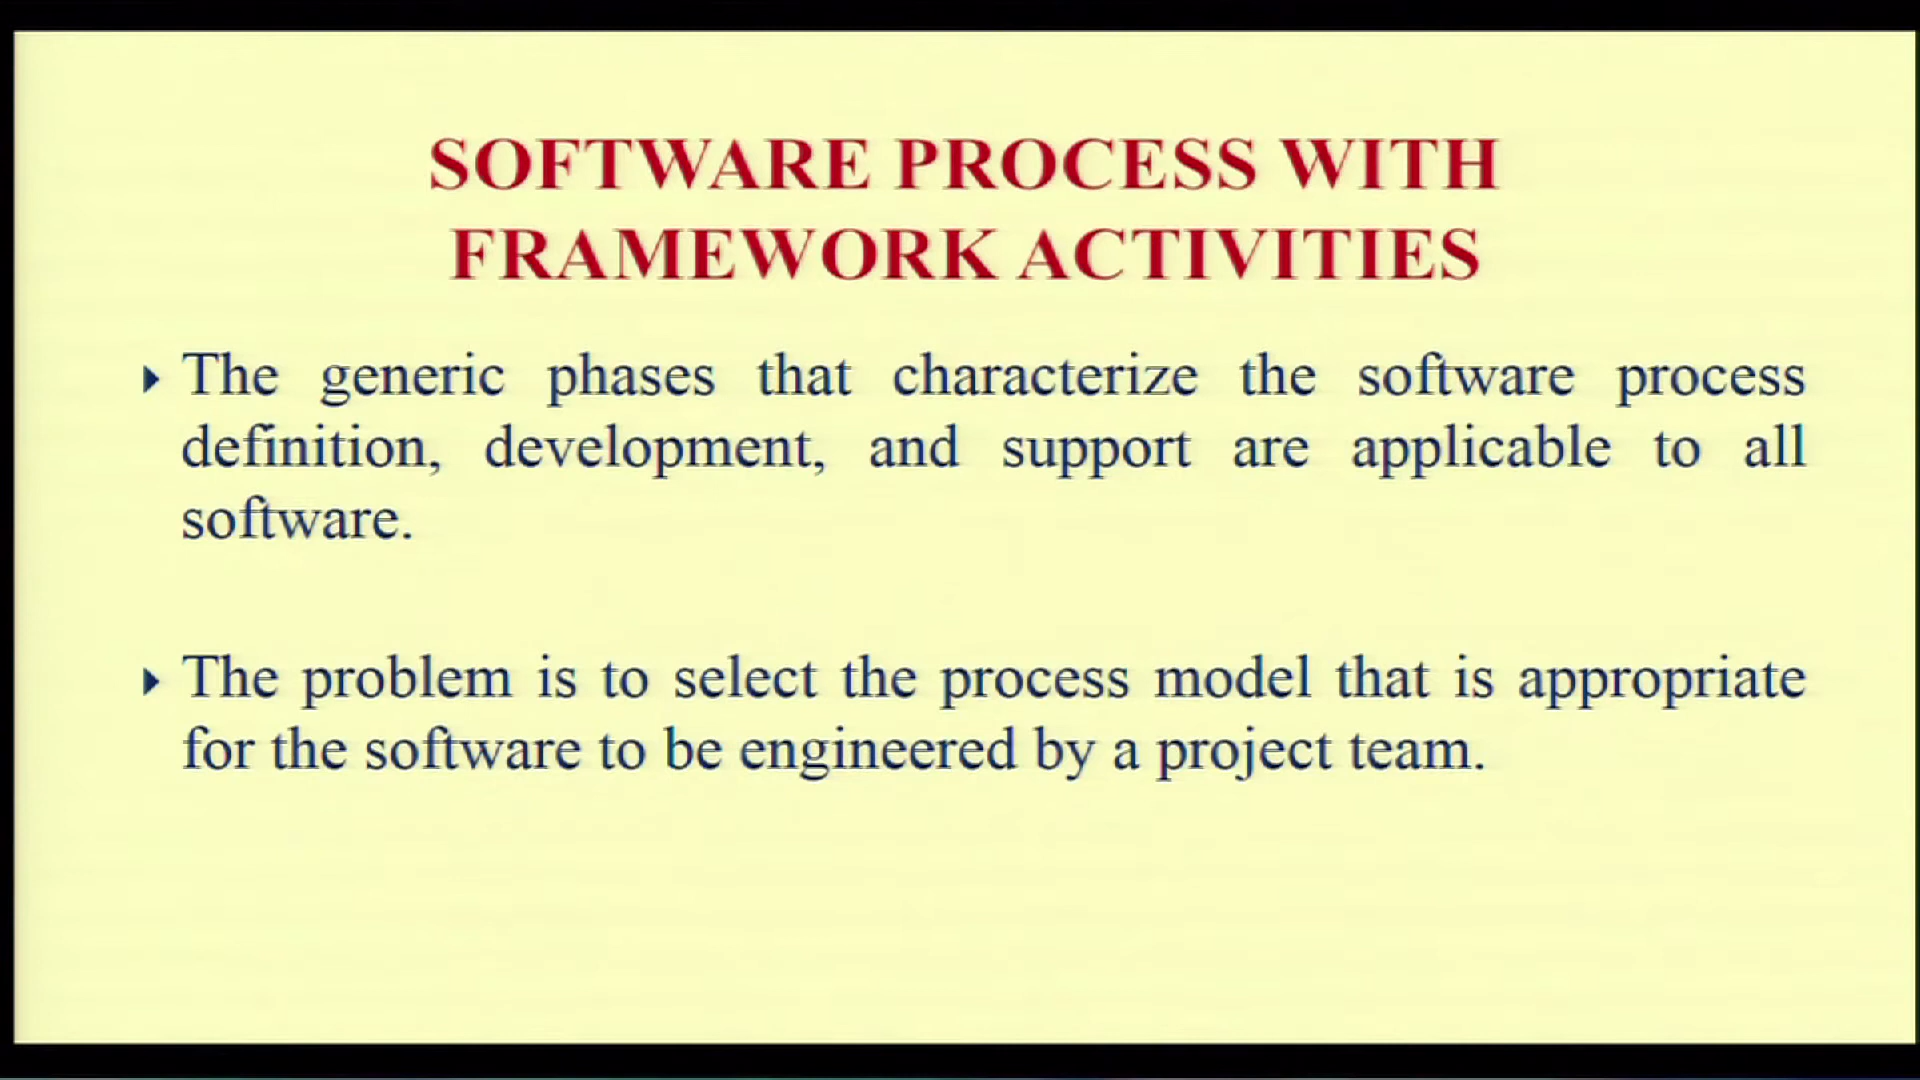 SOFTWARE PROCESS WITH
FRAMEWORK ACTIVITIES
The generic phases that characterize the software process
definition, development, and support are applicable to all
software.
The problem is to select the process model that is appropriate
for the software to be engineered by a project team.